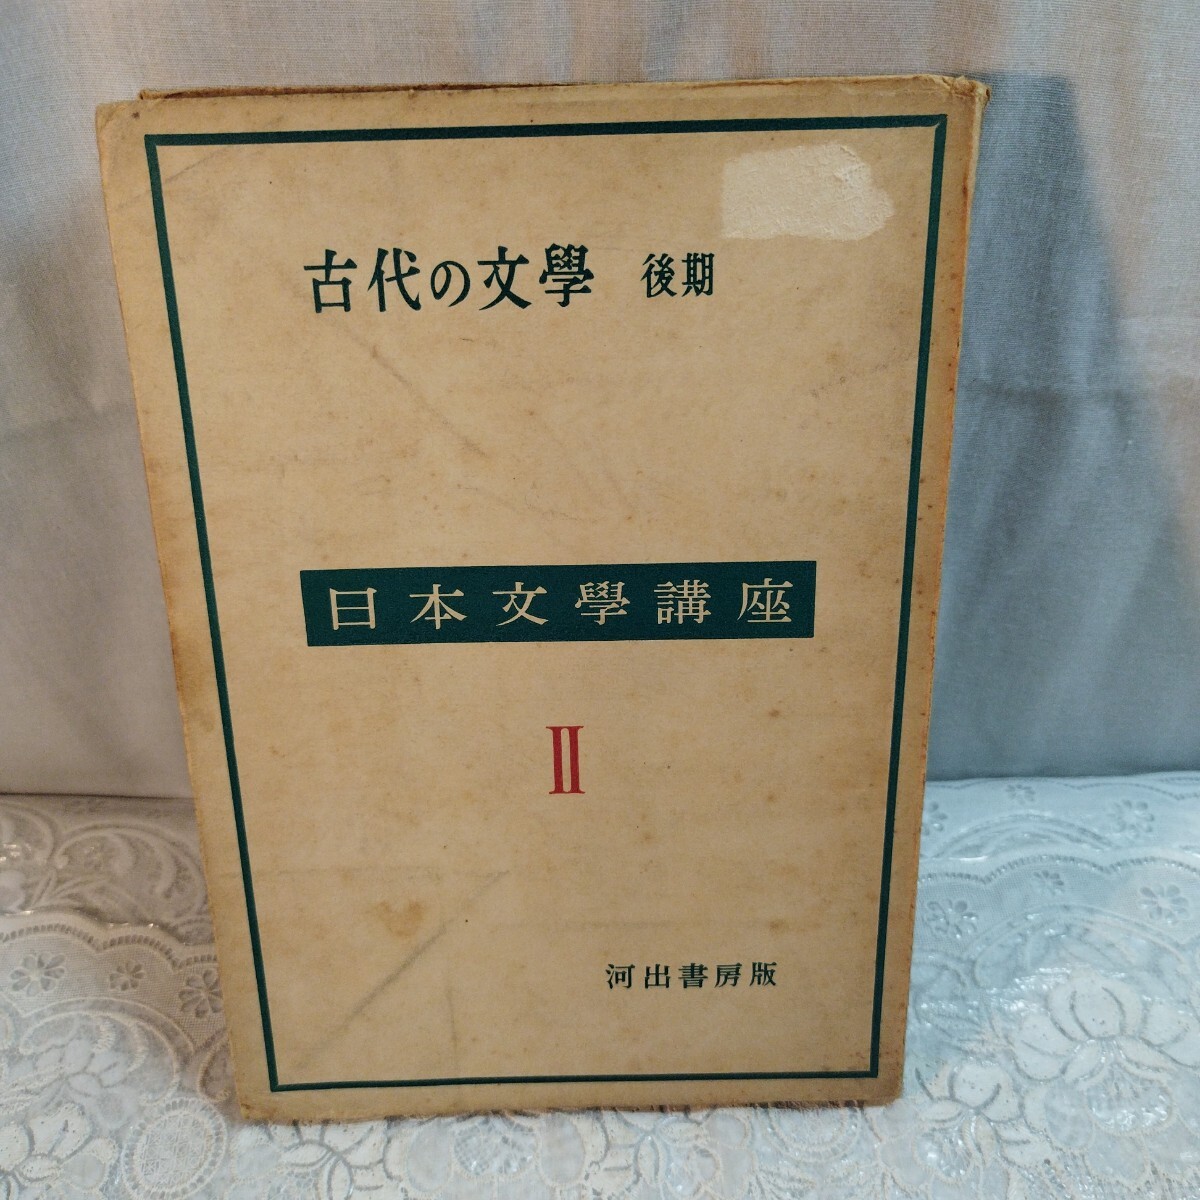 古代の文學 後期
日本文學講座
II
河出書房版